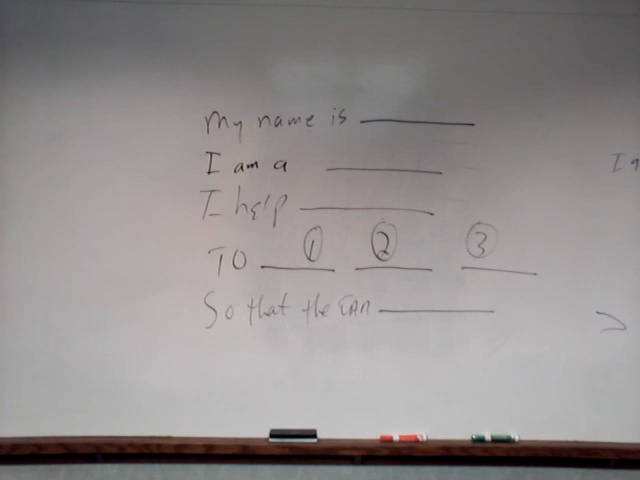 My name is
I am a
I help
TO ① ② ③
So that the CAN
I